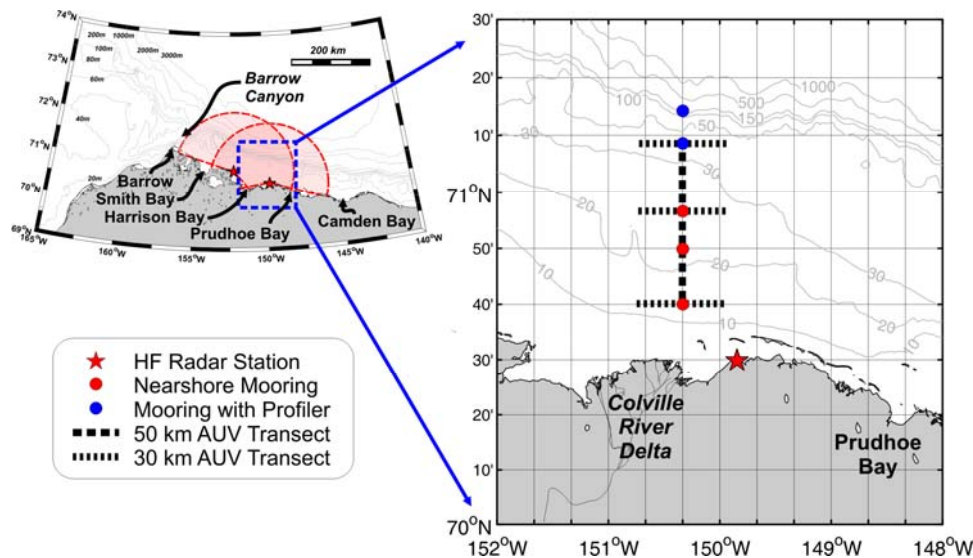 74°N
73°N
72°N
71°N
70°N
69°N
165°W
160°W
155°W
150°W
145°W
140°W
200m
1000m
80m
100m
2000m
3000m
60m
40m
20m
200 km
Barrow
Canyon
Barrow
Smith Bay
Harrison Bay
Prudhoe Bay
Camden Bay
HF Radar Station
Nearshore Mooring
Mooring with Profiler
50 km AUV Transect
30 km AUV Transect
30'
20'
10'
71°N
50'
40'
30'
20'
10'
70°N
152°W
151°W
150°W
149°W
148°W
1000
500
100
150
50
30
20
10
20
30
10
20
10
Colville
River
Delta
Prudhoe
Bay